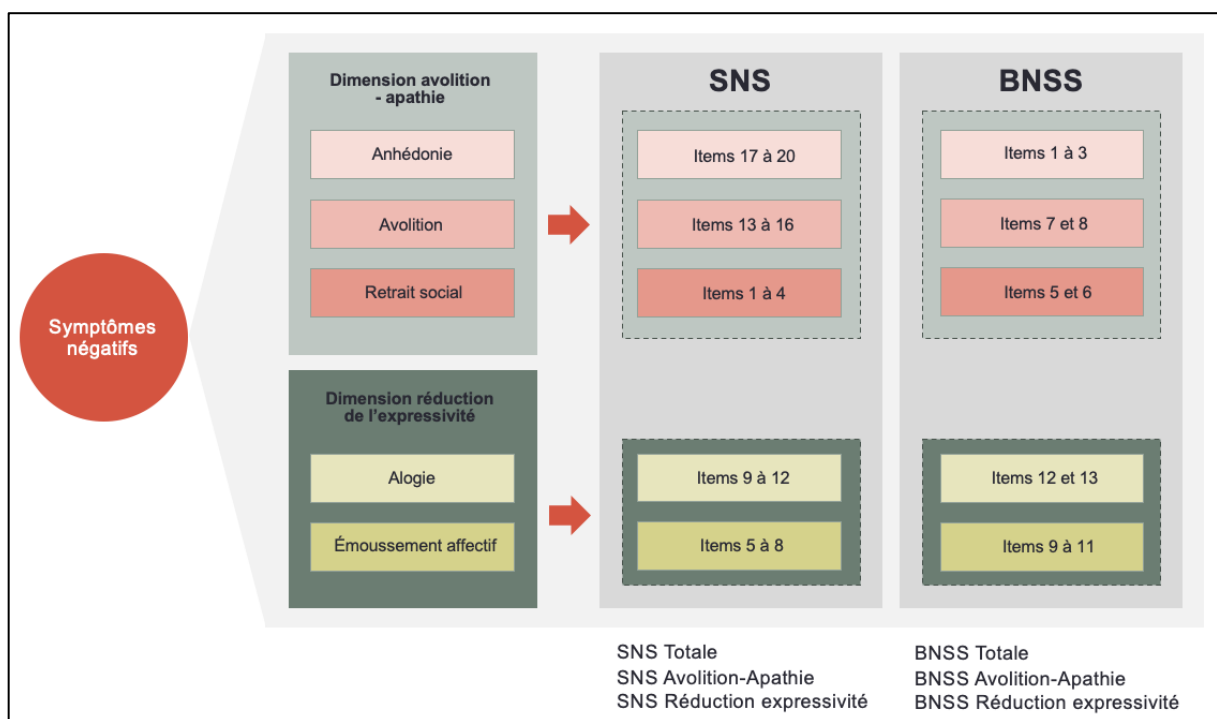 Symptômes
négatifs
Dimension avolition
- apathie
Anhédonie
Avolition
Retrait social
Dimension réduction
de l'expressivité
Alogie
Émoussement affectif
SNS
Items 17 à 20
Items 13 à 16
Items 1 à 4
Items 9 à 12
Items 5 à 8
SNS Totale
SNS Avolition-Apathie
SNS Réduction expressivité
BNSS
Items 1 à 3
Items 7 et 8
Items 5 et 6
Items 12 et 13
Items 9 à 11
BNSS Totale
BNSS Avolition-Apathie
BNSS Réduction expressivité